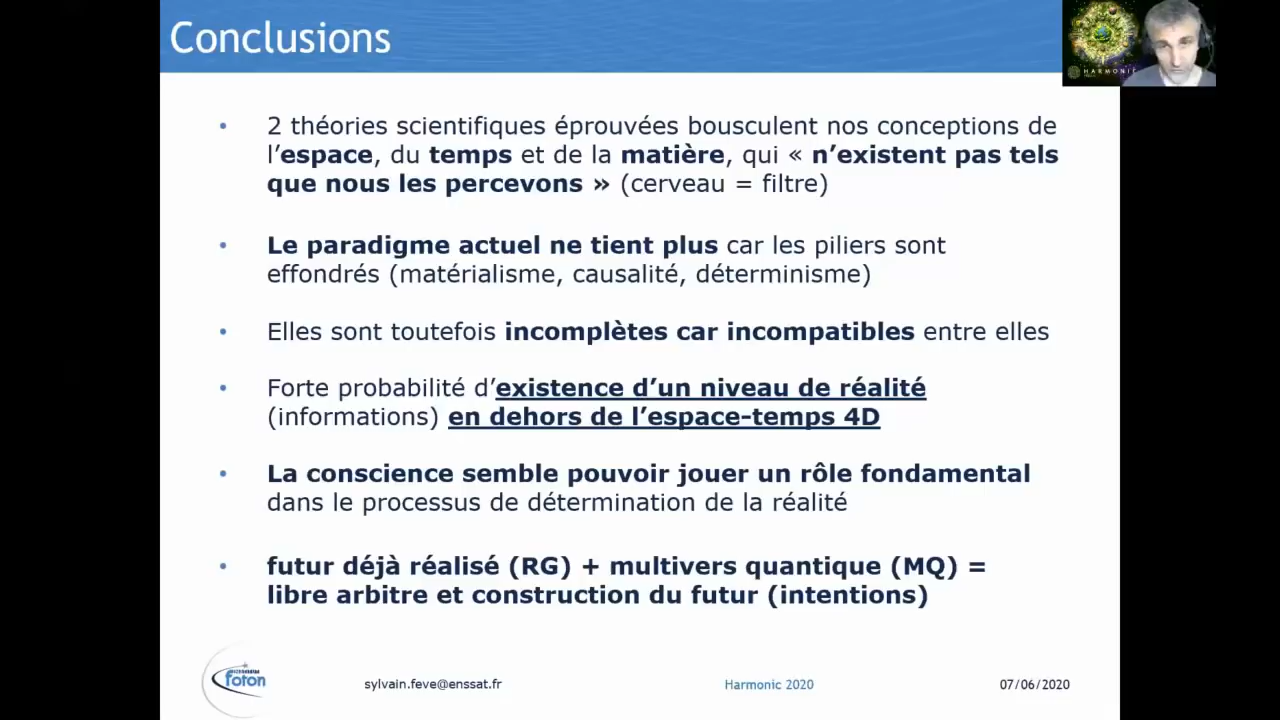 Conclusions
HARMONIC
• 2 théories scientifiques éprouvées bousculent nos conceptions de
l’espace, du temps et de la matière, qui « n’existent pas tels
que nous les percevons » (cerveau = filtre)
• Le paradigme actuel ne tient plus car les piliers sont
effondrés (matérialisme, causalité, déterminisme)
• Elles sont toutefois incomplètes car incompatibles entre elles
• Forte probabilité d’existence d’un niveau de réalité
(informations) en dehors de l’espace-temps 4D
• La conscience semble pouvoir jouer un rôle fondamental
dans le processus de détermination de la réalité
• futur déjà réalisé (RG) + multivers quantique (MQ) =
libre arbitre et construction du futur (intentions)
foton
sylvain.feve@enssat.fr
Harmonic 2020
07/06/2020